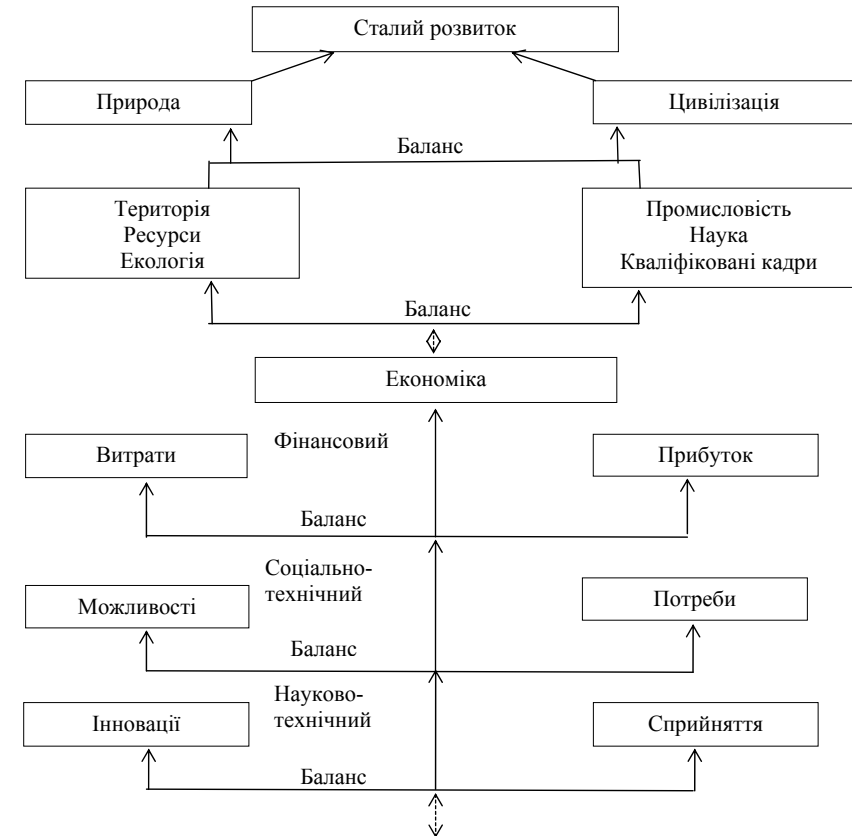 Сталий розвиток
Природа
Цивілізація
Баланс
Територія
Ресурси
Екологія
Промисловість
Наука
Кваліфіковані кадри
Баланс
Економіка
Фінансовий
Витрати
Прибуток
Баланс
Соціально-
технічний
Можливості
Потреби
Баланс
Науково-
технічний
Інновації
Сприйняття
Баланс